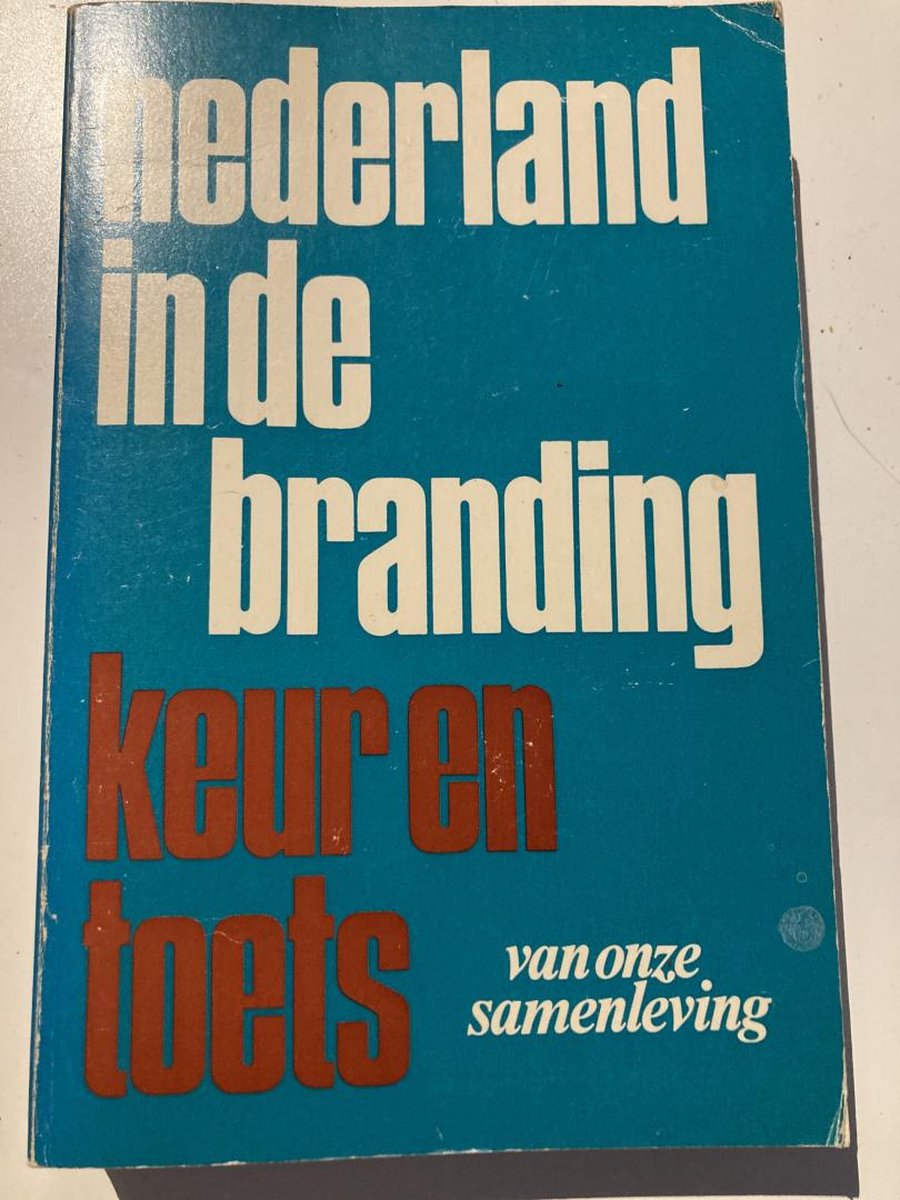 nederland
in de
branding
keur en
toets
van onze
samenleving